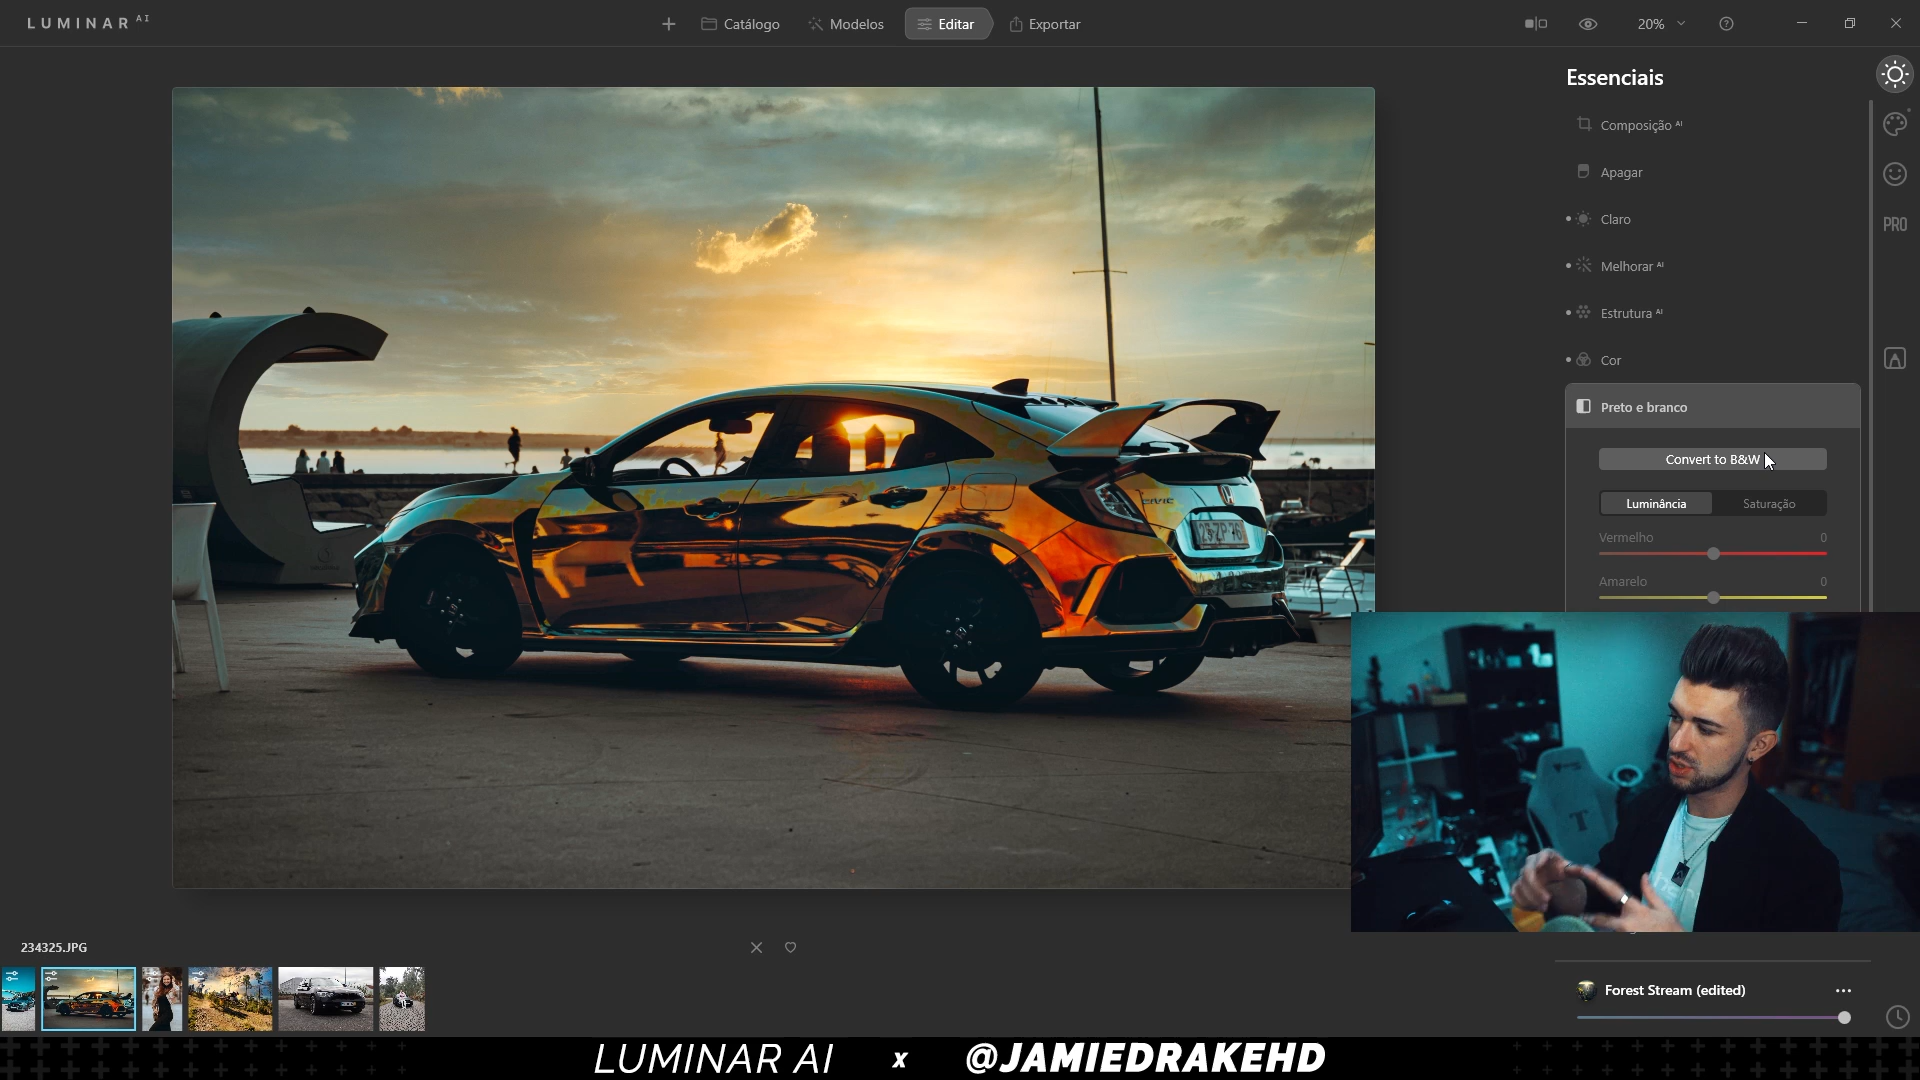 LUMINAR AI
Catálogo
Modelos
Editar
Exportar
20%
Essenciais
Composição AI
Apagar
Claro
Melhorar AI
Estrutura AI
Cor
Preto e branco
Convert to B&W
Luminância
Saturação
Vermelho 0
Amarelo 0
PRO
234325.JPG
Forest Stream (edited)
LUMINAR AI x @JAMIEDRAKEHD